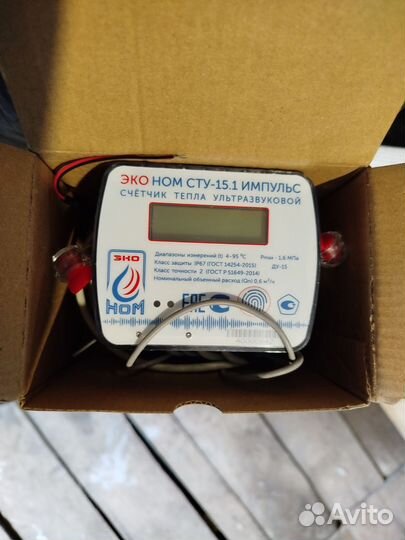 ЭКО НОМ СТУ-15.1 ИМПУЛЬС
СЧЁТЧИК ТЕПЛА УЛЬТРАЗВУКОВОЙ
Диапазоны измерений (t) 4-95 °C
Pmax - 1,6 МПа
Класс защиты IP67 (ГОСТ 14254-2015)
ДУ-15
Класс точности 2 (ГОСТ Р 51649-2014)
Номинальный объемный расход (Qn) 0,6 м³/ч
ЭКО
НОМ
EAC
Avito